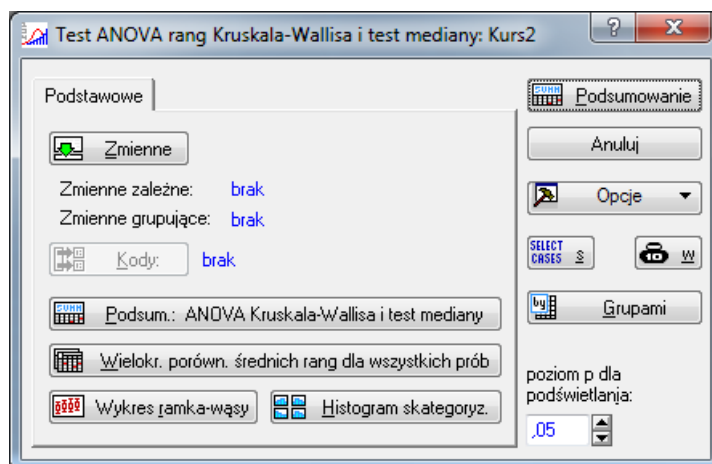 Test ANOVA rang Kruskala-Wallisa i test mediany: Kurs2
? X
Podstawowe
Zmienne
Zmienne zależne: brak
Zmienne grupujące: brak
Kody: brak
Podsum.: ANOVA Kruskala-Wallisa i test mediany
Wielokr. porówn. średnich rang dla wszystkich prób
Wykres ramka-wąsy
Histogram skategoryz.
SUMM Podsumowanie
Anuluj
Opcje
SELECT CASES S
W
by Grupami
poziom p dla
podświetlania:
,05